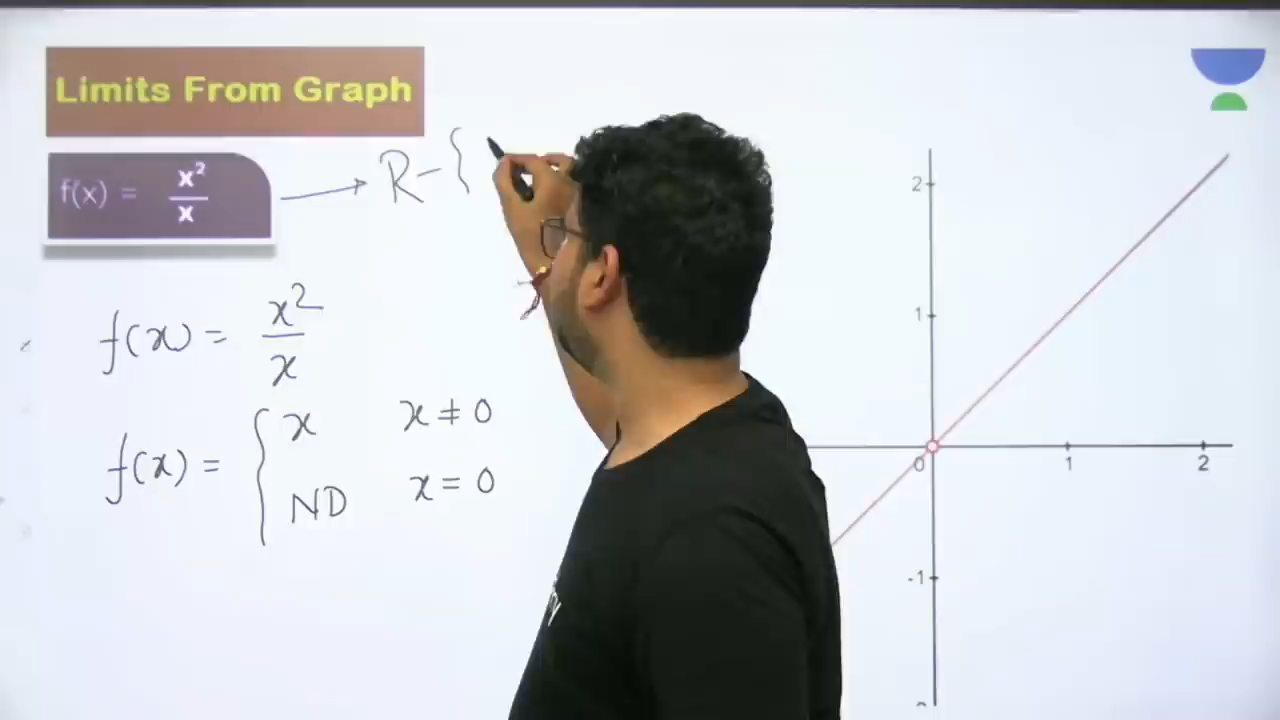 Limits From Graph
f(x) = x²/x
R-{
f(x) = x²/x
f(x) = { x x ≠ 0
ND x = 0
2
1
0
1
2
-1